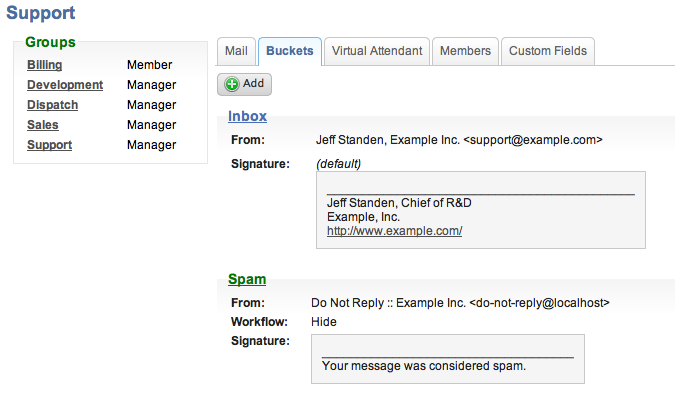 Support
Groups
Billing Member
Development Manager
Dispatch Manager
Sales Manager
Support Manager
Mail Buckets Virtual Attendant Members Custom Fields
Add
Inbox
From: Jeff Standen, Example Inc. <support@example.com>
Signature: (default)
Jeff Standen, Chief of R&D
Example, Inc.
http://www.example.com/
Spam
From: Do Not Reply :: Example Inc. <do-not-reply@localhost>
Workflow: Hide
Signature:
Your message was considered spam.